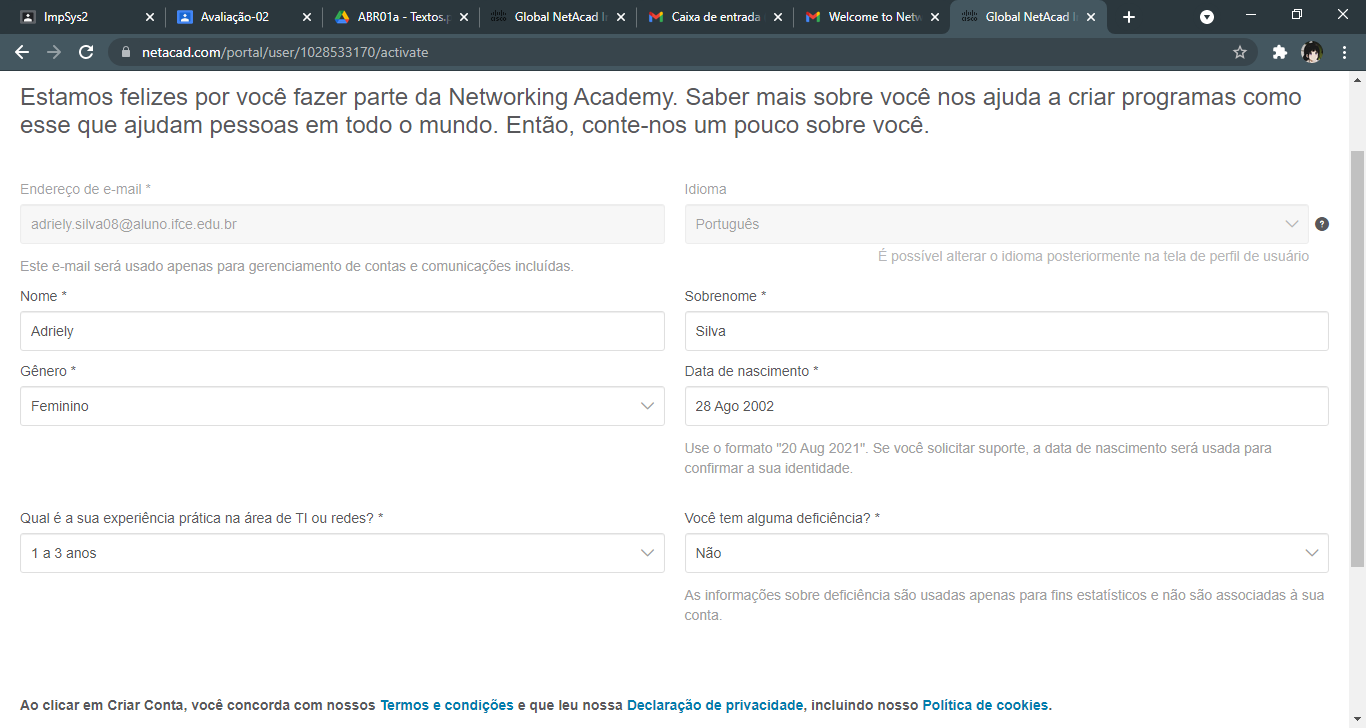 ImpSys2
Avaliação-02
ABR01a - Textos.p
Global NetAcad I
Caixa de entrada
Welcome to Netw
Global NetAcad I
netacad.com/portal/user/1028533170/activate
Estamos felizes por você fazer parte da Networking Academy. Saber mais sobre você nos ajuda a criar programas como
esse que ajudam pessoas em todo o mundo. Então, conte-nos um pouco sobre você.
Endereço de e-mail *
Idioma
adriely.silva08@aluno.ifce.edu.br
Português
?
Este e-mail será usado apenas para gerenciamento de contas e comunicações incluídas.
É possível alterar o idioma posteriormente na tela de perfil de usuário
Nome *
Sobrenome *
Adriely
Silva
Gênero *
Data de nascimento *
Feminino
28 Ago 2002
Use o formato "20 Aug 2021". Se você solicitar suporte, a data de nascimento será usada para
confirmar a sua identidade.
Qual é a sua experiência prática na área de TI ou redes? *
Você tem alguma deficiência? *
1 a 3 anos
Não
As informações sobre deficiência são usadas apenas para fins estatísticos e não são associadas à sua
conta.
Ao clicar em Criar Conta, você concorda com nossos Termos e condições e que leu nossa Declaração de privacidade, incluindo nosso Política de cookies.